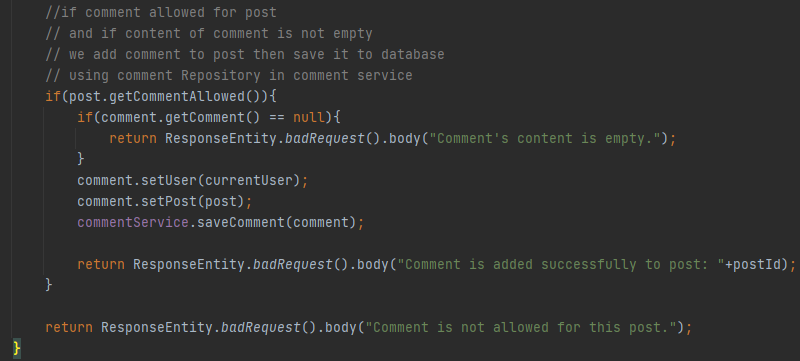 //if comment allowed for post
// and if content of comment is not empty
// we add comment to post then save it to database
// using comment Repository in comment service
if(post.getCommentAllowed()){
if(comment.getComment() == null){
return ResponseEntity.badRequest().body("Comment's content is empty.");
}
comment.setUser(currentUser);
comment.setPost(post);
commentService.saveComment(comment);
return ResponseEntity.badRequest().body("Comment is added successfully to post: "+postId);
}
return ResponseEntity.badRequest().body("Comment is not allowed for this post.");
}